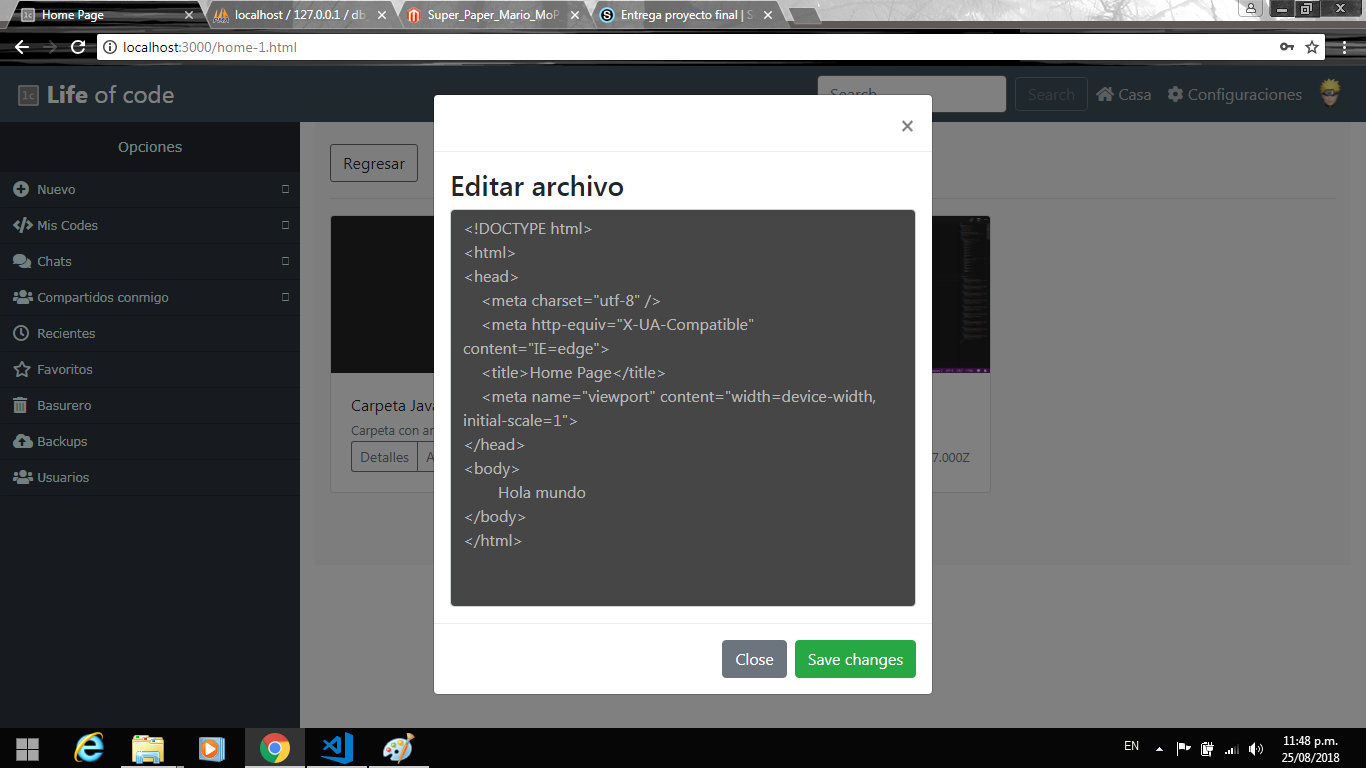 Home Page
localhost / 127.0.0.1 / db
Super_Paper_Mario_MoP
Entrega proyecto final | S
localhost:3000/home-1.html
1c Life of code
Search
Search
Casa
Configuraciones
Opciones
Nuevo
Mis Codes
Chats
Compartidos conmigo
Recientes
Favoritos
Basurero
Backups
Usuarios
Regresar
Carpeta Java
Carpeta con ar
Detalles
A
7.000Z
×
Editar archivo
<!DOCTYPE html>
<html>
<head>
    <meta charset="utf-8" />
    <meta http-equiv="X-UA-Compatible"
content="IE=edge">
    <title>Home Page</title>
    <meta name="viewport" content="width=device-width,
initial-scale=1">
</head>
<body>
        Hola mundo
</body>
</html>
Close
Save changes
EN
11:48 p.m.
25/08/2018